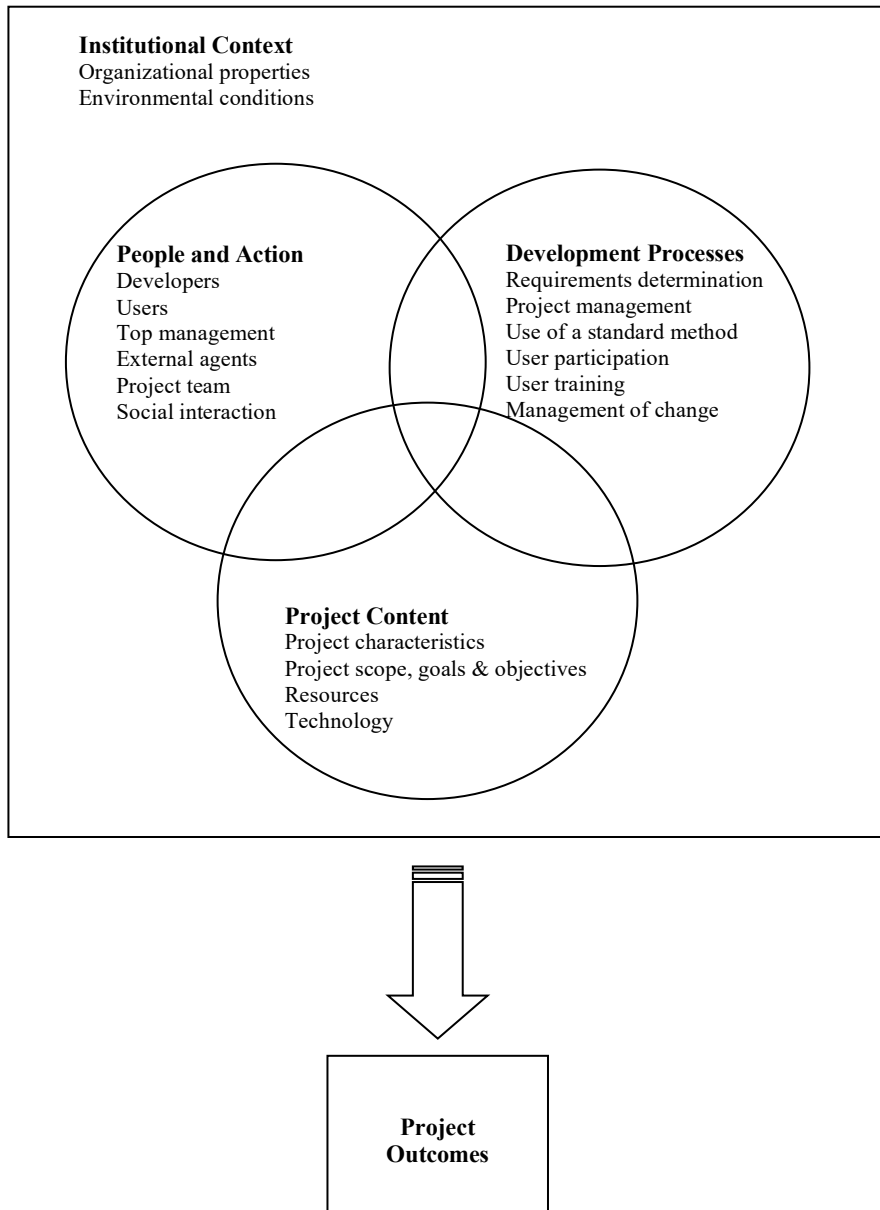 Institutional Context
Organizational properties
Environmental conditions
People and Action
Developers
Users
Top management
External agents
Project team
Social interaction
Development Processes
Requirements determination
Project management
Use of a standard method
User participation
User training
Management of change
Project Content
Project characteristics
Project scope, goals & objectives
Resources
Technology
Project
Outcomes